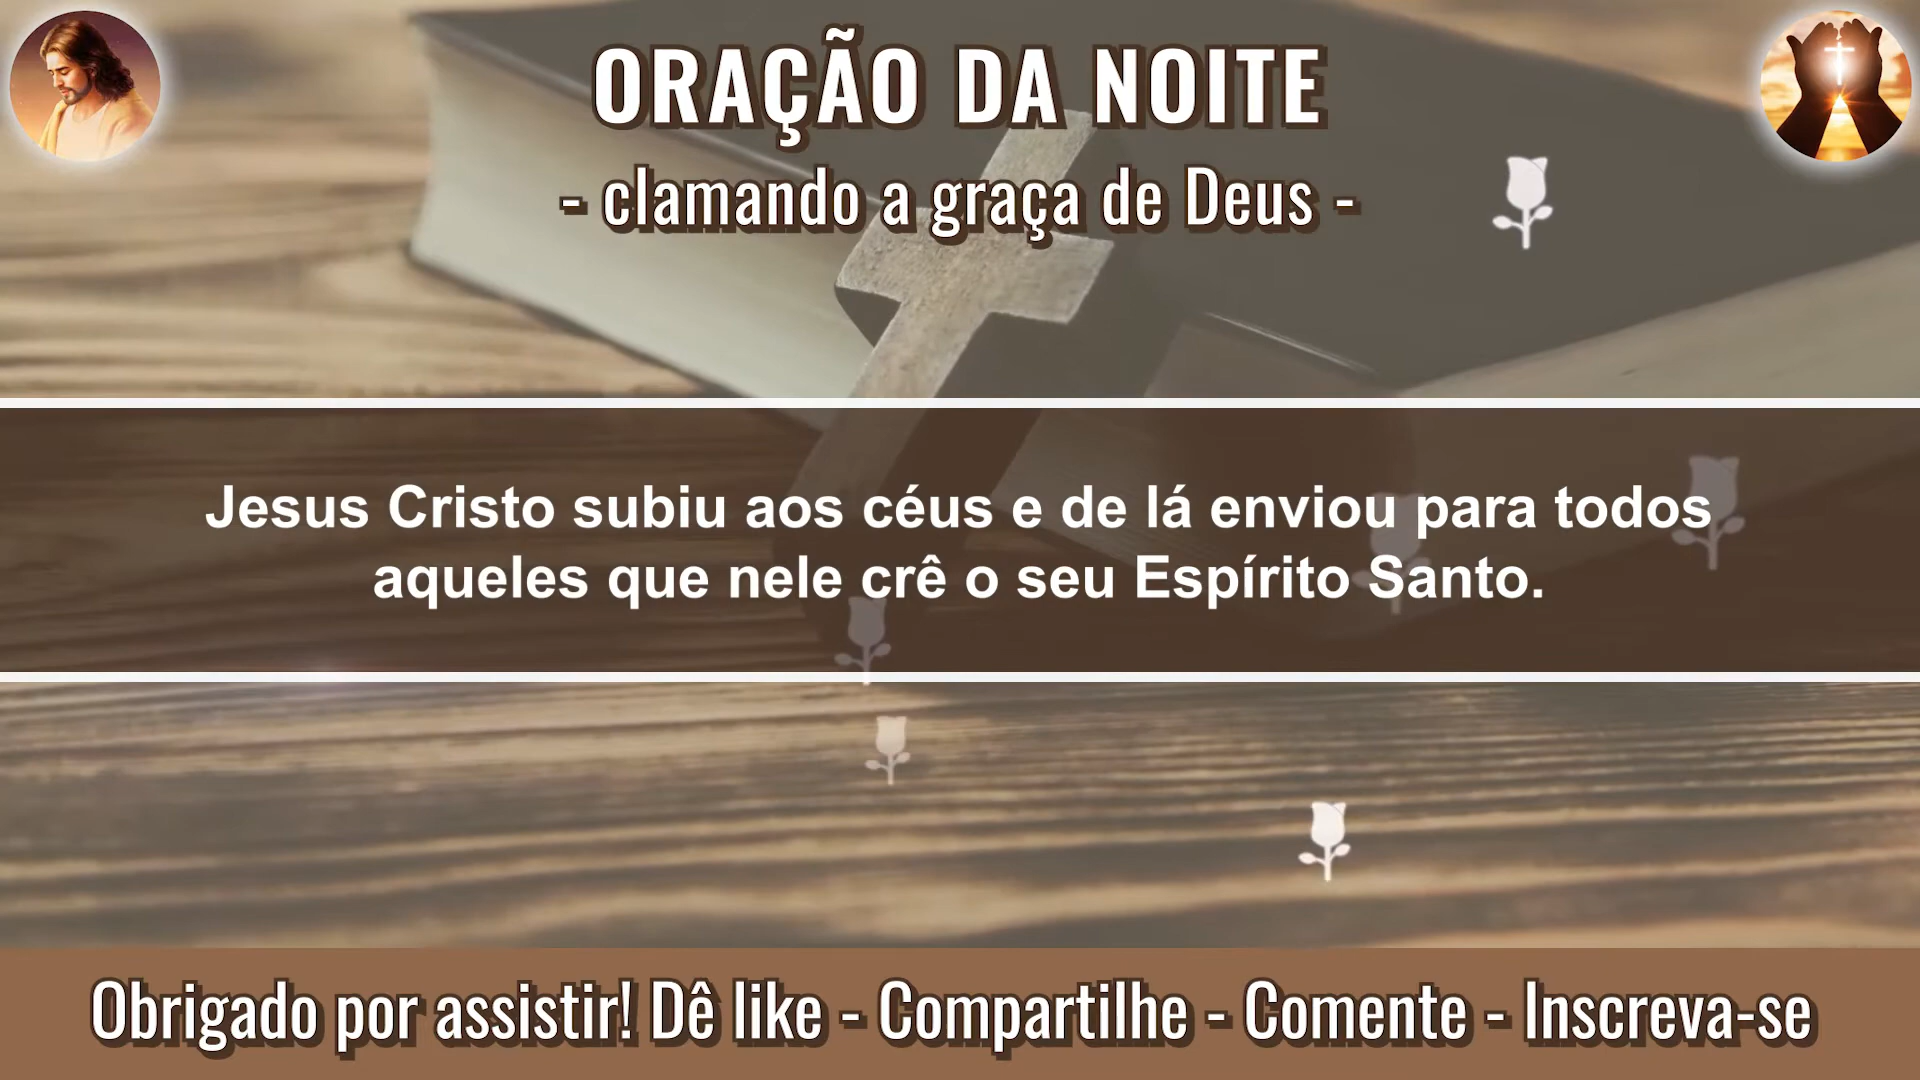 ORAÇÃO DA NOITE
- clamando a graça de Deus -
Jesus Cristo subiu aos céus e de lá enviou para todos
aqueles que nele crê o seu Espírito Santo.
Obrigado por assistir! Dê like - Compartilhe - Comente - Inscreva-se